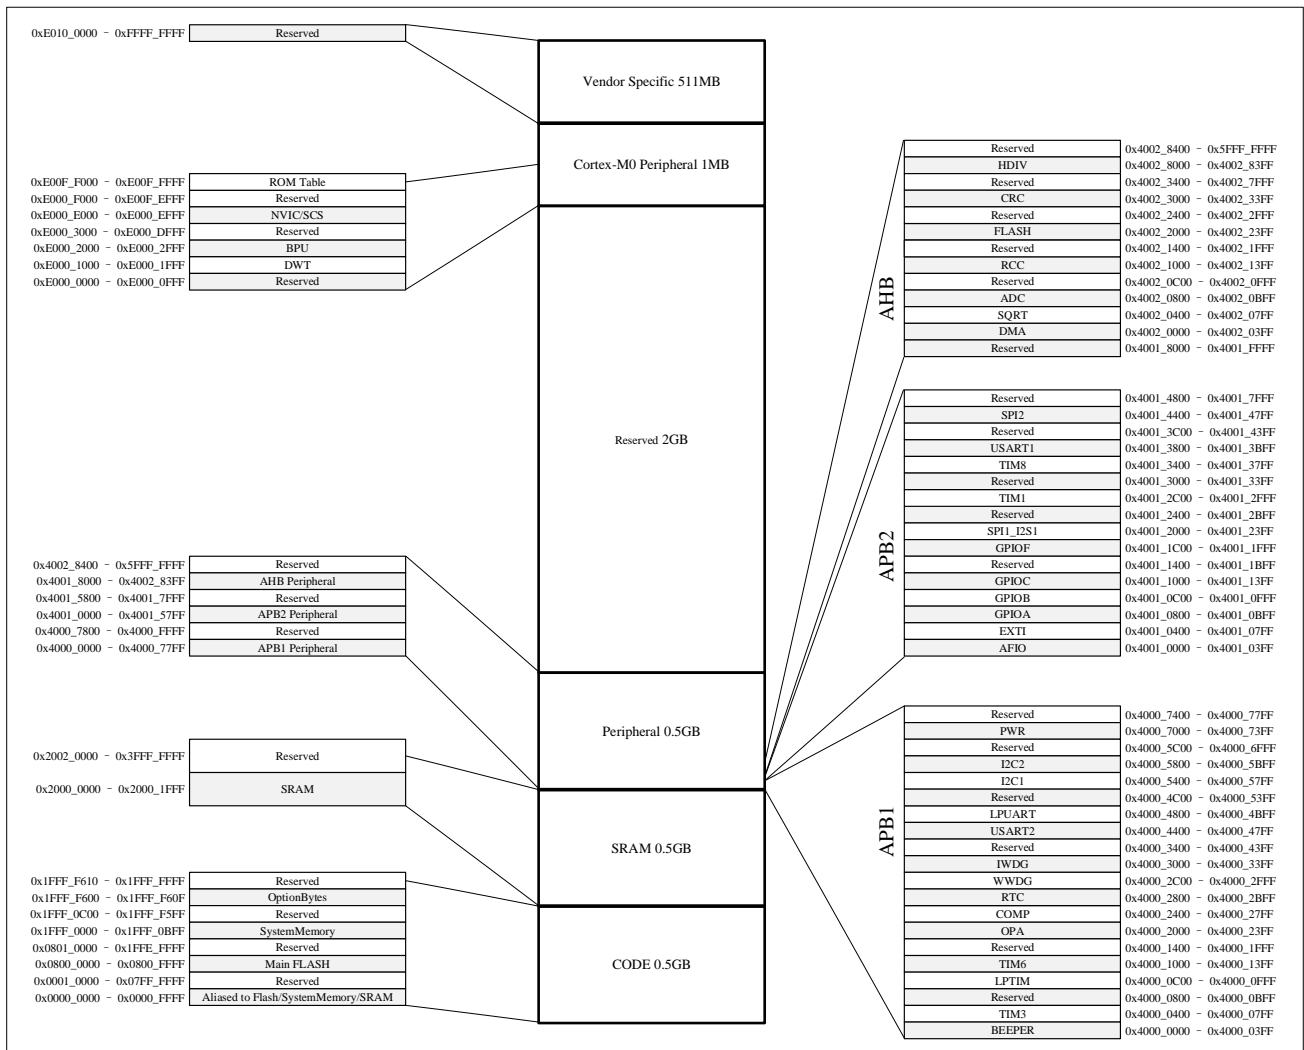 0xE010_0000 - 0xFFFF_FFFF Reserved
0xE00F_F000 - 0xE00F_FFFF ROM Table
0xE000_F000 - 0xE00F_EFFF Reserved
0xE000_E000 - 0xE000_EFFF NVIC/SCS
0xE000_3000 - 0xE000_DFFF Reserved
0xE000_2000 - 0xE000_2FFF BPU
0xE000_1000 - 0xE000_1FFF DWT
0xE000_0000 - 0xE000_0FFF Reserved
0x4002_8400 - 0x5FFF_FFFF Reserved
0x4001_8000 - 0x4002_83FF AHB Peripheral
0x4001_5800 - 0x4001_7FFF Reserved
0x4001_0000 - 0x4001_57FF APB2 Peripheral
0x4000_7800 - 0x4000_FFFF Reserved
0x4000_0000 - 0x4000_77FF APB1 Peripheral
0x2002_0000 - 0x3FFF_FFFF Reserved
0x2000_0000 - 0x2000_1FFF SRAM
0x1FFF_F610 - 0x1FFF_FFFF Reserved
0x1FFF_F600 - 0x1FFF_F60F OptionBytes
0x1FFF_0C00 - 0x1FFF_F5FF Reserved
0x1FFF_0000 - 0x1FFF_0BFF SystemMemory
0x0801_0000 - 0x1FFE_FFFF Reserved
0x0800_0000 - 0x0800_FFFF Main FLASH
0x0001_0000 - 0x07FF_FFFF Reserved
0x0000_0000 - 0x0000_FFFF Aliased to Flash/SystemMemory/SRAM
Vendor Specific 511MB
Cortex-M0 Peripheral 1MB
Reserved 2GB
Peripheral 0.5GB
SRAM 0.5GB
CODE 0.5GB
AHB
Reserved 0x4002_8400 - 0x5FFF_FFFF
HDIV 0x4002_8000 - 0x4002_83FF
Reserved 0x4002_3400 - 0x4002_7FFF
CRC 0x4002_3000 - 0x4002_33FF
Reserved 0x4002_2400 - 0x4002_2FFF
FLASH 0x4002_2000 - 0x4002_23FF
Reserved 0x4002_1400 - 0x4002_1FFF
RCC 0x4002_1000 - 0x4002_13FF
Reserved 0x4002_0C00 - 0x4002_0FFF
ADC 0x4002_0800 - 0x4002_0BFF
SQRT 0x4002_0400 - 0x4002_07FF
DMA 0x4002_0000 - 0x4002_03FF
Reserved 0x4001_8000 - 0x4001_FFFF
APB2
Reserved 0x4001_4800 - 0x4001_7FFF
SPI2 0x4001_4400 - 0x4001_47FF
Reserved 0x4001_3C00 - 0x4001_43FF
USART1 0x4001_3800 - 0x4001_3BFF
TIM8 0x4001_3400 - 0x4001_37FF
Reserved 0x4001_3000 - 0x4001_33FF
TIM1 0x4001_2C00 - 0x4001_2FFF
Reserved 0x4001_2400 - 0x4001_2BFF
SPI1_I2S1 0x4001_2000 - 0x4001_23FF
GPIOF 0x4001_1C00 - 0x4001_1FFF
Reserved 0x4001_1400 - 0x4001_1BFF
GPIOC 0x4001_1000 - 0x4001_13FF
GPIOB 0x4001_0C00 - 0x4001_0FFF
GPIOA 0x4001_0800 - 0x4001_0BFF
EXTI 0x4001_0400 - 0x4001_07FF
AFIO 0x4001_0000 - 0x4001_03FF
APB1
Reserved 0x4000_7400 - 0x4000_77FF
PWR 0x4000_7000 - 0x4000_73FF
Reserved 0x4000_5C00 - 0x4000_6FFF
I2C2 0x4000_5800 - 0x4000_5BFF
I2C1 0x4000_5400 - 0x4000_57FF
Reserved 0x4000_4C00 - 0x4000_53FF
LPUART 0x4000_4800 - 0x4000_4BFF
USART2 0x4000_4400 - 0x4000_47FF
Reserved 0x4000_3400 - 0x4000_43FF
IWDG 0x4000_3000 - 0x4000_33FF
WWDG 0x4000_2C00 - 0x4000_2FFF
RTC 0x4000_2800 - 0x4000_2BFF
COMP 0x4000_2400 - 0x4000_27FF
OPA 0x4000_2000 - 0x4000_23FF
Reserved 0x4000_1400 - 0x4000_1FFF
TIM6 0x4000_1000 - 0x4000_13FF
LPTIM 0x4000_0C00 - 0x4000_0FFF
Reserved 0x4000_0800 - 0x4000_0BFF
TIM3 0x4000_0400 - 0x4000_07FF
BEEPER 0x4000_0000 - 0x4000_03FF